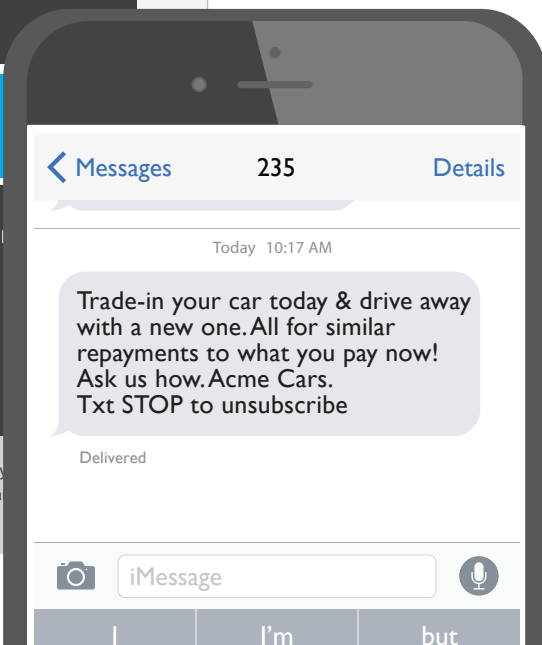 Messages 235 Details
Today 10:17 AM
Trade-in your car today & drive away
with a new one. All for similar
repayments to what you pay now!
Ask us how. Acme Cars.
Txt STOP to unsubscribe
Delivered
iMessage
I I'm but